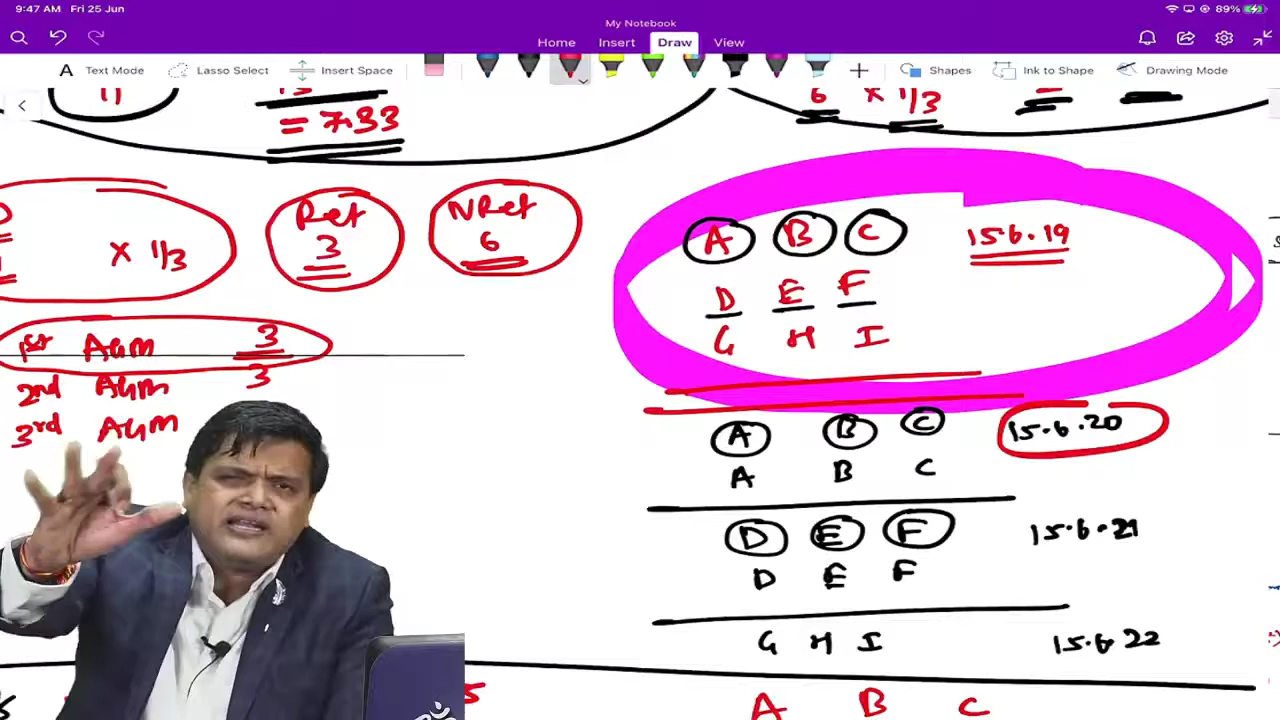 9:47 AM Fri 25 Jun
89%
My Notebook
Home Insert Draw View
Text Mode Lasso Select Insert Space Shapes Ink to Shape Drawing Mode
11
= 7.33
6 × 1/3
× 1/3
Ret
3
NRet
6
A B C 15.6.19
D E F
G H I
1st AGM 3
2nd AGM 3
3rd AGM
A B C 15.6.20
A B C
D E F 15.6.21
D E F
G H I 15.6.22
A B C